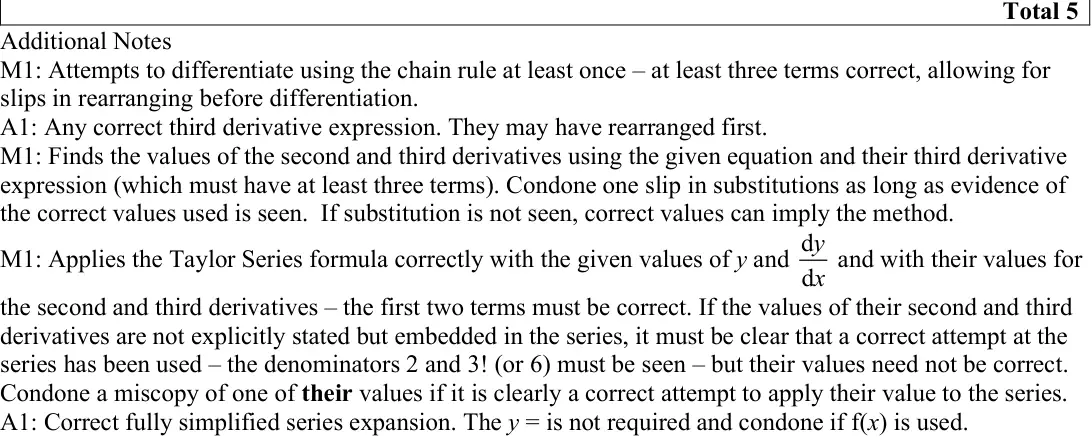 Total 5
Additional Notes
M1: Attempts to differentiate using the chain rule at least once – at least three terms correct, allowing for
slips in rearranging before differentiation.
A1: Any correct third derivative expression. They may have rearranged first.
M1: Finds the values of the second and third derivatives using the given equation and their third derivative
expression (which must have at least three terms). Condone one slip in substitutions as long as evidence of
the correct values used is seen.  If substitution is not seen, correct values can imply the method.
M1: Applies the Taylor Series formula correctly with the given values of y and dy/dx and with their values for
the second and third derivatives – the first two terms must be correct. If the values of their second and third
derivatives are not explicitly stated but embedded in the series, it must be clear that a correct attempt at the
series has been used – the denominators 2 and 3! (or 6) must be seen – but their values need not be correct.
Condone a miscopy of one of their values if it is clearly a correct attempt to apply their value to the series.
A1: Correct fully simplified series expansion. The y = is not required and condone if f(x) is used.